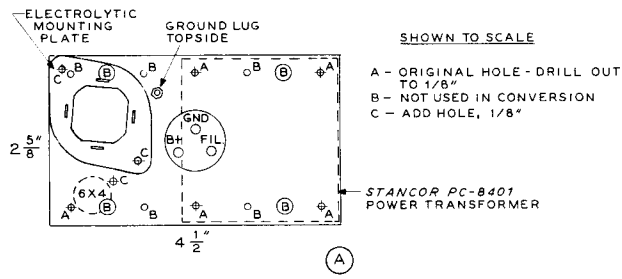 ELECTROLYTIC
MOUNTING
PLATE
GROUND LUG
TOPSIDE
SHOWN TO SCALE
A - ORIGINAL HOLE - DRILL OUT
TO 1/8"
B - NOT USED IN CONVERSION
C - ADD HOLE, 1/8"
C
B
B
B
A
B
B
A
GND
B+
FIL.
2 5/8"
C
C
6X4
A
B
B
A
B
B
A
STANCOR PC-8401
POWER TRANSFORMER
4 1/2"
A